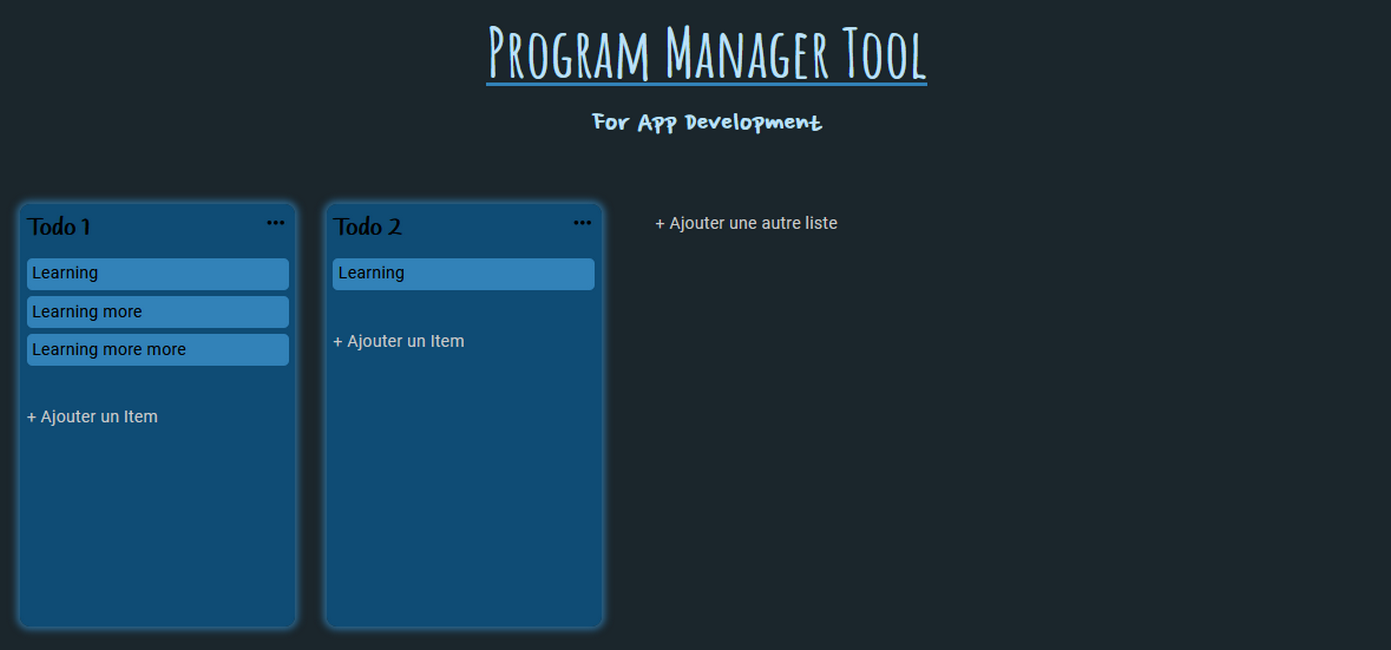 Program Manager Tool
For App Development
Todo 1 •••
Learning
Learning more
Learning more more
+ Ajouter un Item
Todo 2 •••
Learning
+ Ajouter un Item
+ Ajouter une autre liste